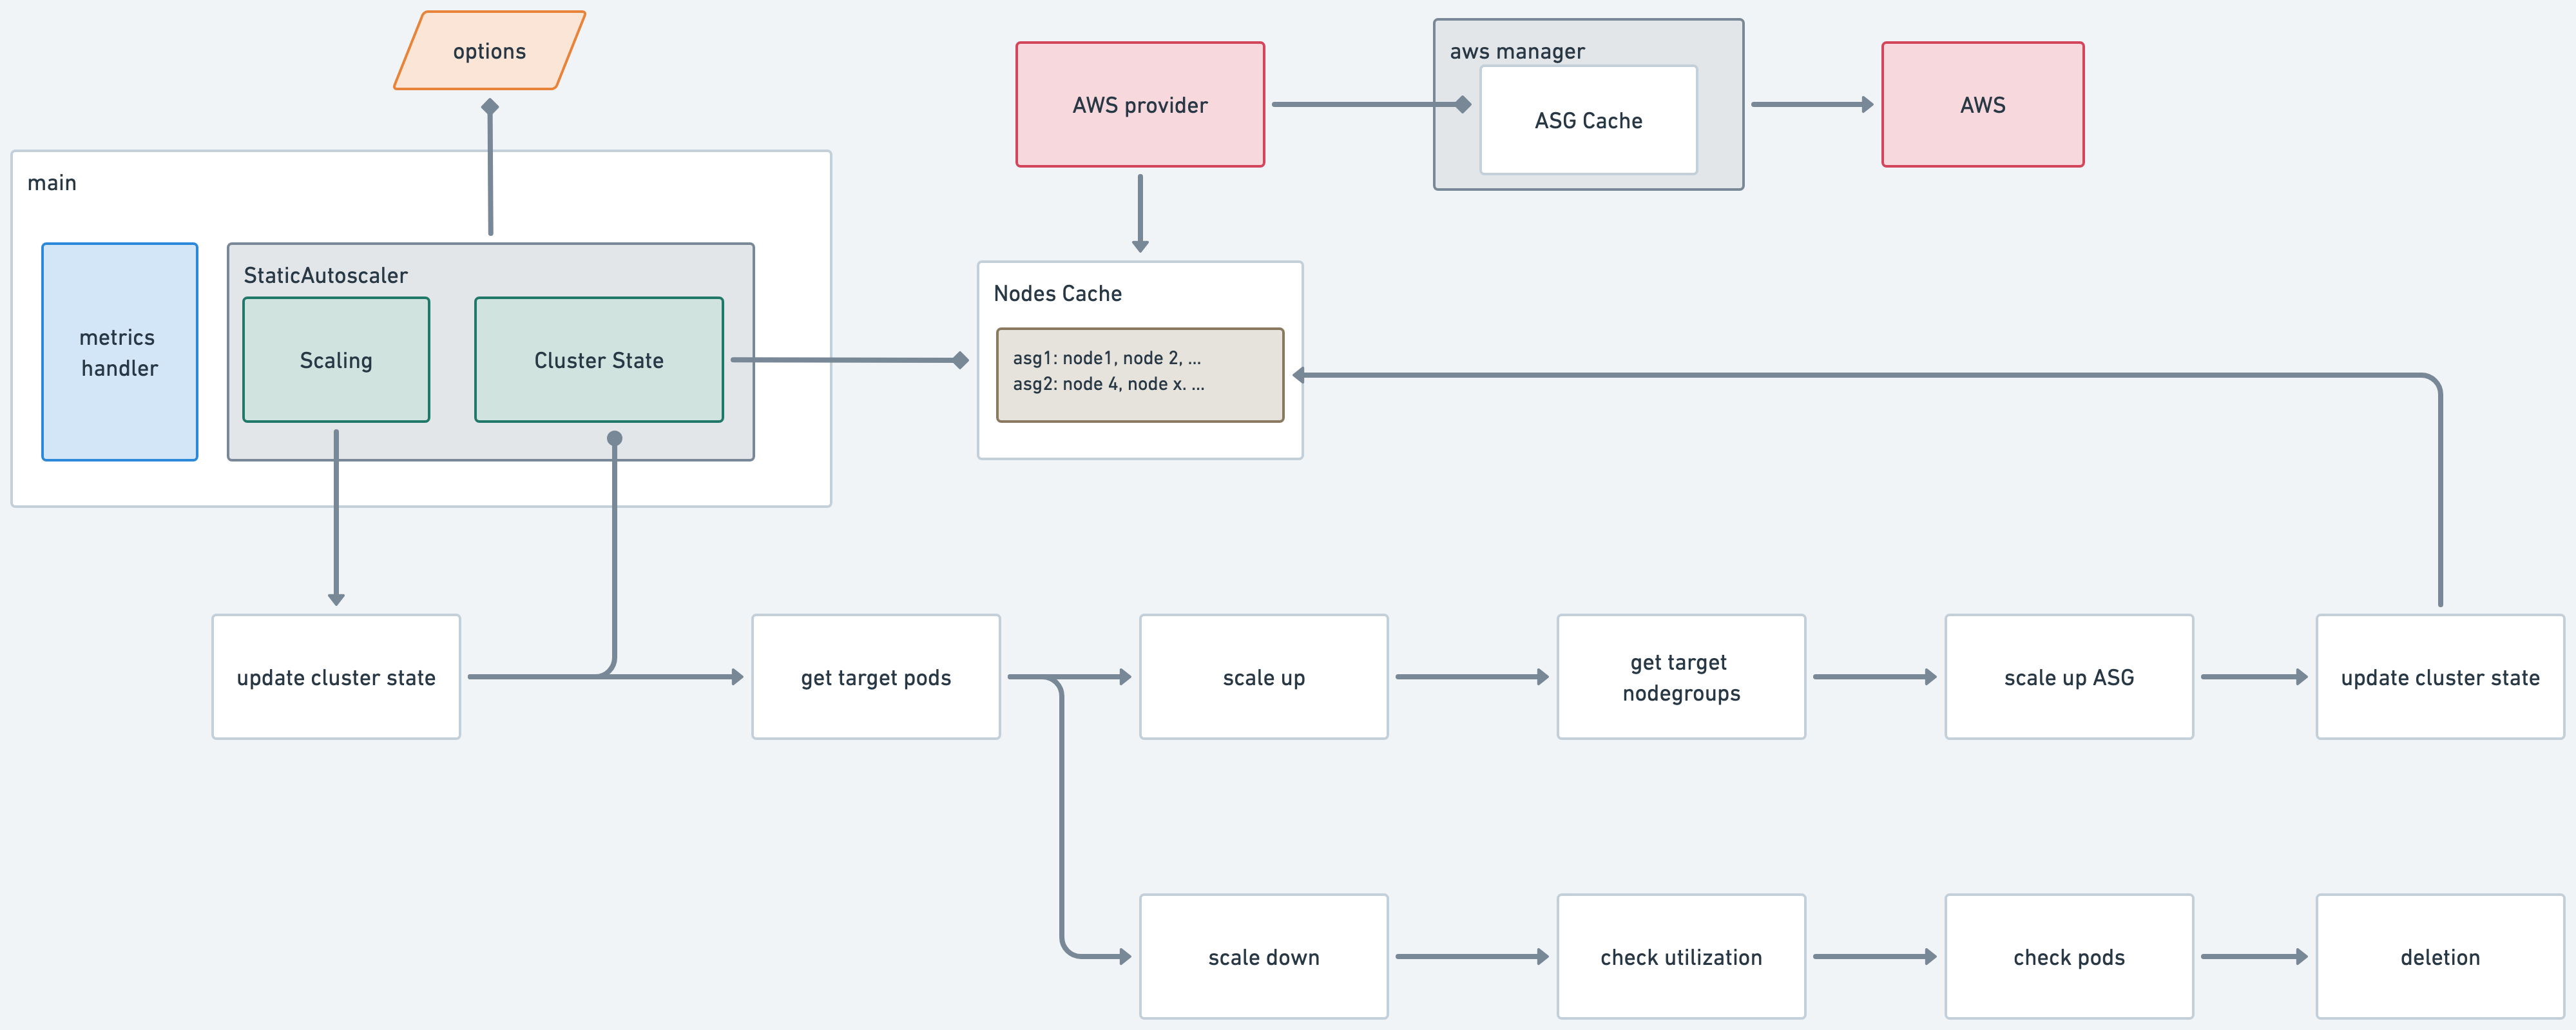 options
AWS provider
aws manager
ASG Cache
AWS
main
metrics
handler
StaticAutoscaler
Scaling
Cluster State
Nodes Cache
asg1: node1, node 2, ...
asg2: node 4, node x. ...
update cluster state
get target pods
scale up
get target
nodegroups
scale up ASG
update cluster state
scale down
check utilization
check pods
deletion